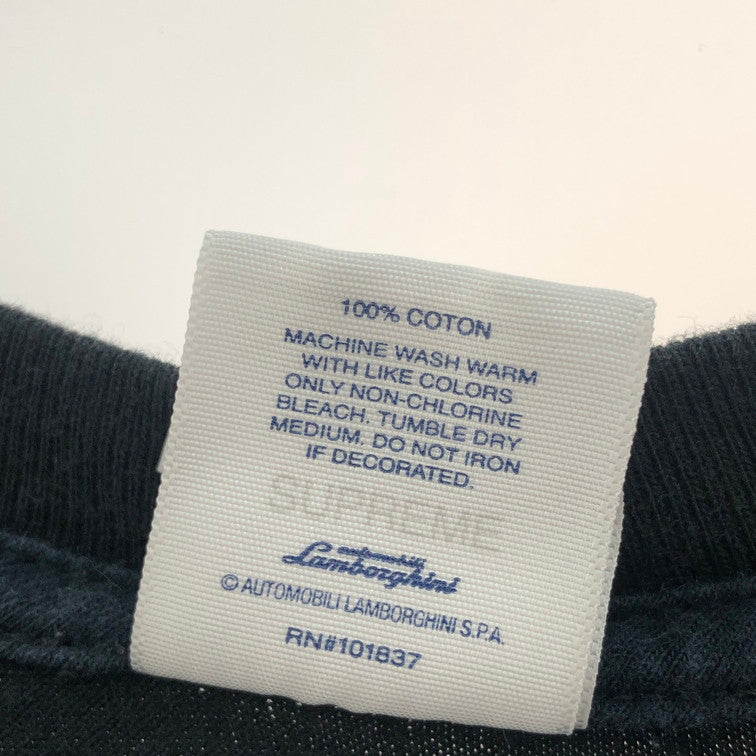 100% COTON
MACHINE WASH WARM
WITH LIKE COLORS
ONLY NON-CHLORINE
BLEACH. TUMBLE DRY
MEDIUM. DO NOT IRON
IF DECORATED.
SUPREME
automobili
Lamborghini
© AUTOMOBILI LAMBORGHINI S.P.A.
RN#101837